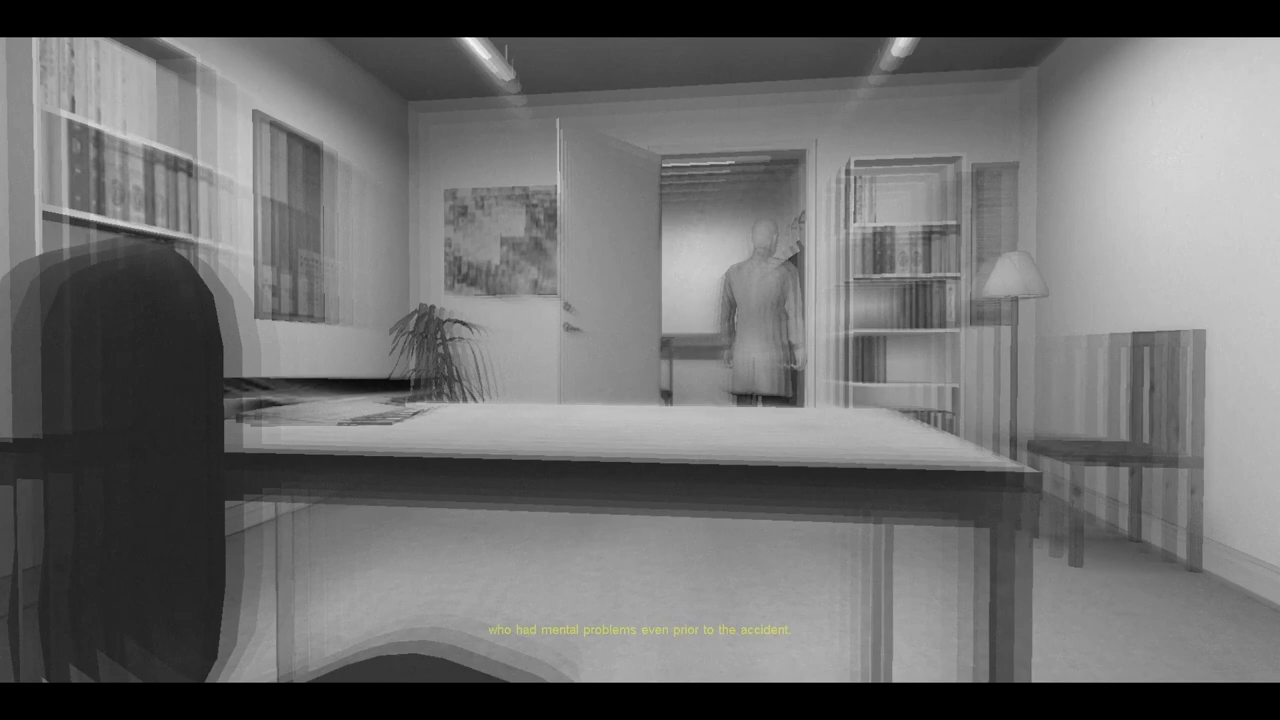 who had mental problems even prior to the accident.